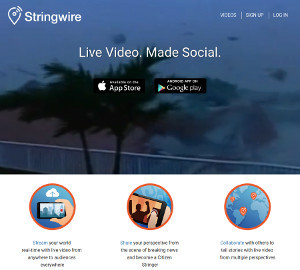 Stringwire
VIDEOS | SIGN UP | LOG IN
Live Video. Made Social.
Available on the
App Store
ANDROID APP ON
Google play
Stream your world
real-time with live video from
anywhere to audiences
everywhere
Share your perspective from
the scene of breaking news
and become a Citizen
Stringer
Collaborate with others to
tell stories with live video
from multiple perspectives